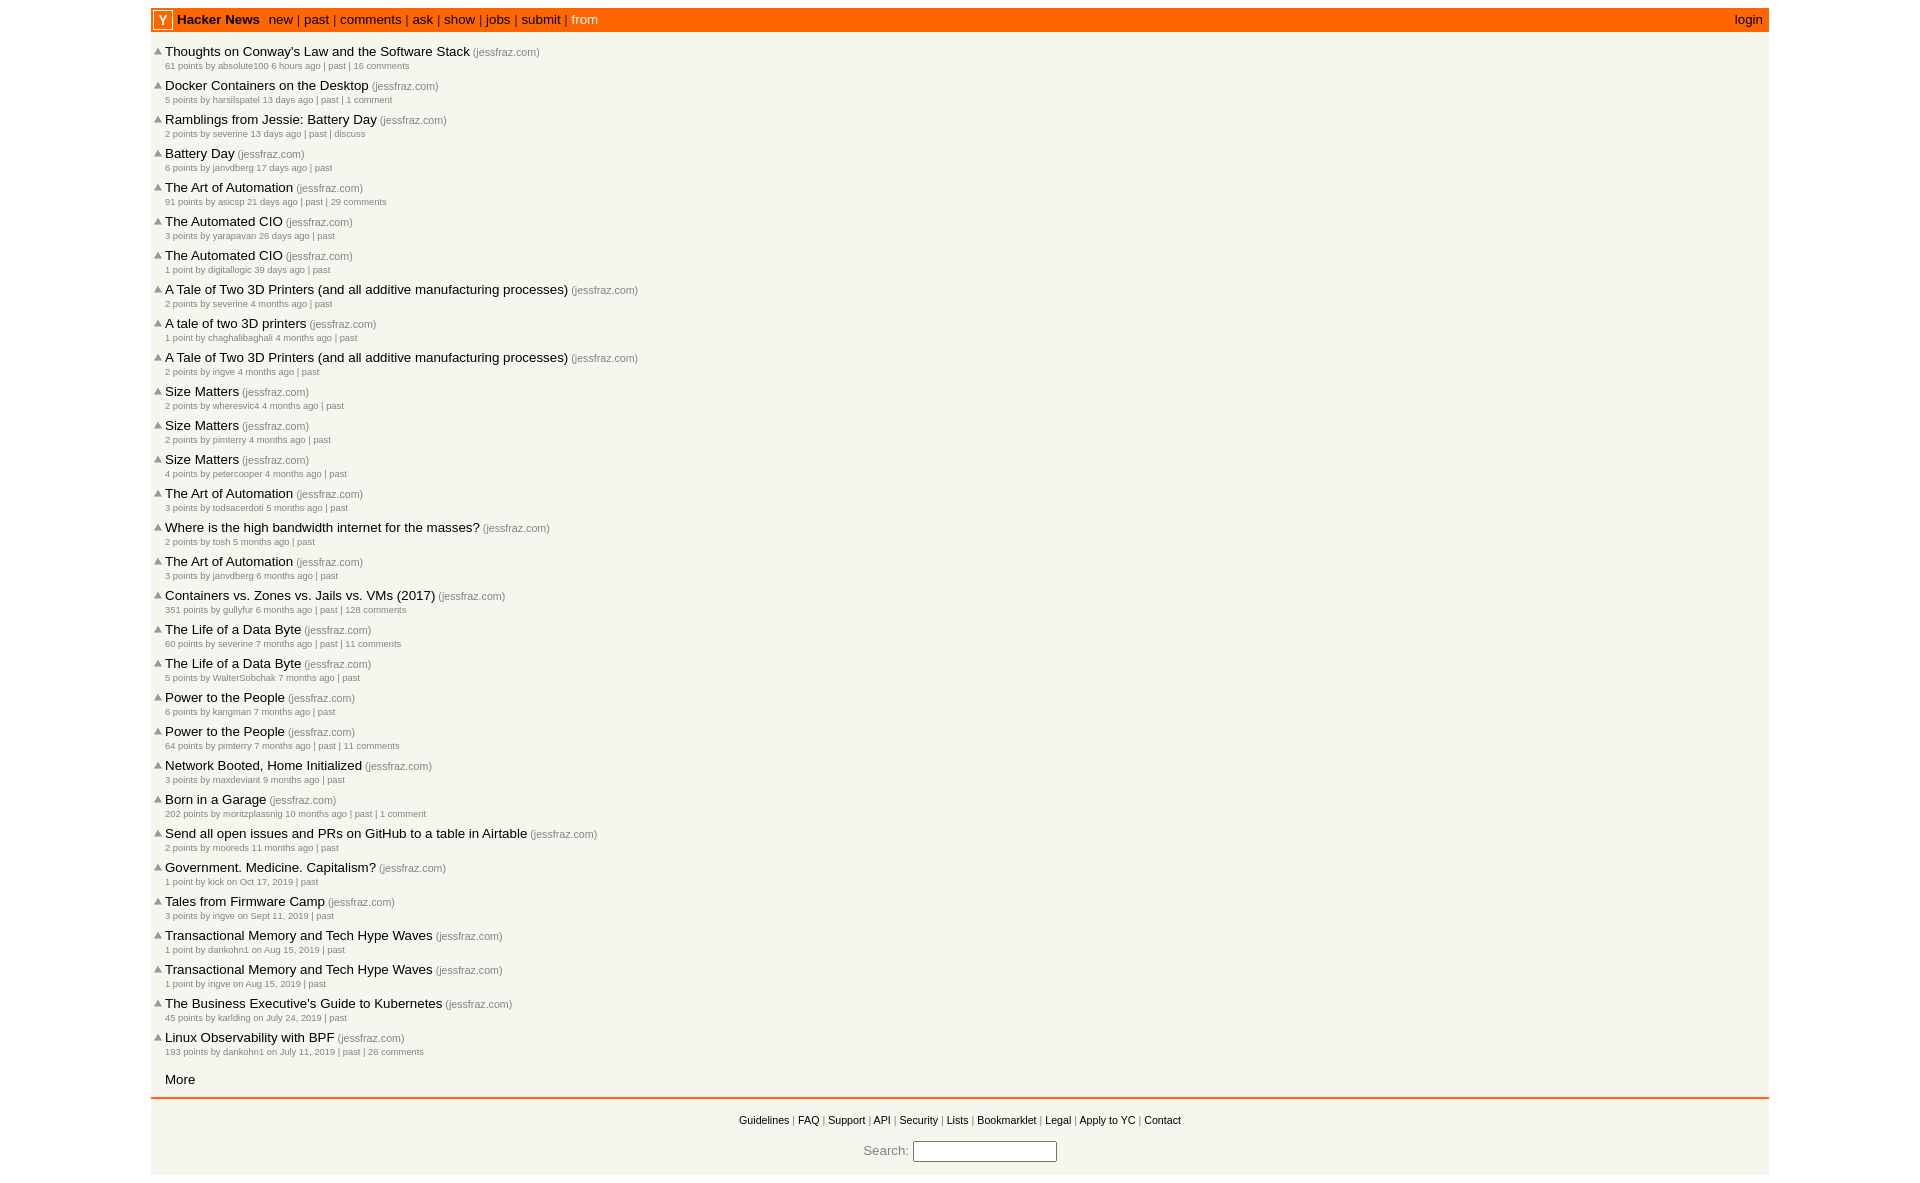 Y Hacker News new | past | comments | ask | show | jobs | submit | from login
Thoughts on Conway's Law and the Software Stack (jessfraz.com)
61 points by absolute100 6 hours ago | past | 16 comments
Docker Containers on the Desktop (jessfraz.com)
5 points by harsilspatel 13 days ago | past | 1 comment
Ramblings from Jessie: Battery Day (jessfraz.com)
2 points by severine 13 days ago | past | discuss
Battery Day (jessfraz.com)
6 points by janvdberg 17 days ago | past
The Art of Automation (jessfraz.com)
91 points by asicsp 21 days ago | past | 29 comments
The Automated CIO (jessfraz.com)
3 points by yarapavan 26 days ago | past
The Automated CIO (jessfraz.com)
1 point by digitallogic 39 days ago | past
A Tale of Two 3D Printers (and all additive manufacturing processes) (jessfraz.com)
2 points by severine 4 months ago | past
A tale of two 3D printers (jessfraz.com)
1 point by chaghalibaghali 4 months ago | past
A Tale of Two 3D Printers (and all additive manufacturing processes) (jessfraz.com)
2 points by ingve 4 months ago | past
Size Matters (jessfraz.com)
2 points by wheresvic4 4 months ago | past
Size Matters (jessfraz.com)
2 points by pimterry 4 months ago | past
Size Matters (jessfraz.com)
4 points by petercooper 4 months ago | past
The Art of Automation (jessfraz.com)
3 points by todsacerdoti 5 months ago | past
Where is the high bandwidth internet for the masses? (jessfraz.com)
2 points by tosh 5 months ago | past
The Art of Automation (jessfraz.com)
3 points by janvdberg 6 months ago | past
Containers vs. Zones vs. Jails vs. VMs (2017) (jessfraz.com)
351 points by gullyfur 6 months ago | past | 128 comments
The Life of a Data Byte (jessfraz.com)
60 points by severine 7 months ago | past | 11 comments
The Life of a Data Byte (jessfraz.com)
5 points by WalterSobchak 7 months ago | past
Power to the People (jessfraz.com)
6 points by kangman 7 months ago | past
Power to the People (jessfraz.com)
64 points by pimterry 7 months ago | past | 11 comments
Network Booted, Home Initialized (jessfraz.com)
3 points by maxdeviant 9 months ago | past
Born in a Garage (jessfraz.com)
202 points by moritzplassnig 10 months ago | past | 1 comment
Send all open issues and PRs on GitHub to a table in Airtable (jessfraz.com)
2 points by mooreds 11 months ago | past
Government. Medicine. Capitalism? (jessfraz.com)
1 point by kick on Oct 17, 2019 | past
Tales from Firmware Camp (jessfraz.com)
3 points by ingve on Sept 11, 2019 | past
Transactional Memory and Tech Hype Waves (jessfraz.com)
1 point by dankohn1 on Aug 15, 2019 | past
Transactional Memory and Tech Hype Waves (jessfraz.com)
1 point by ingve on Aug 15, 2019 | past
The Business Executive's Guide to Kubernetes (jessfraz.com)
45 points by karlding on July 24, 2019 | past
Linux Observability with BPF (jessfraz.com)
193 points by dankohn1 on July 11, 2019 | past | 26 comments
More
Guidelines | FAQ | Support | API | Security | Lists | Bookmarklet | Legal | Apply to YC | Contact
Search: